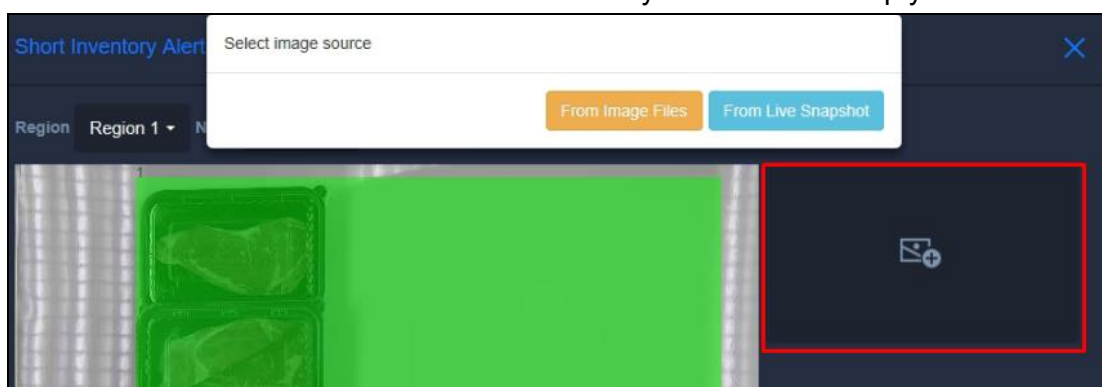 Short Inventory Alert
Select image source
From Image Files
From Live Snapshot
Region
Region 1
N
1